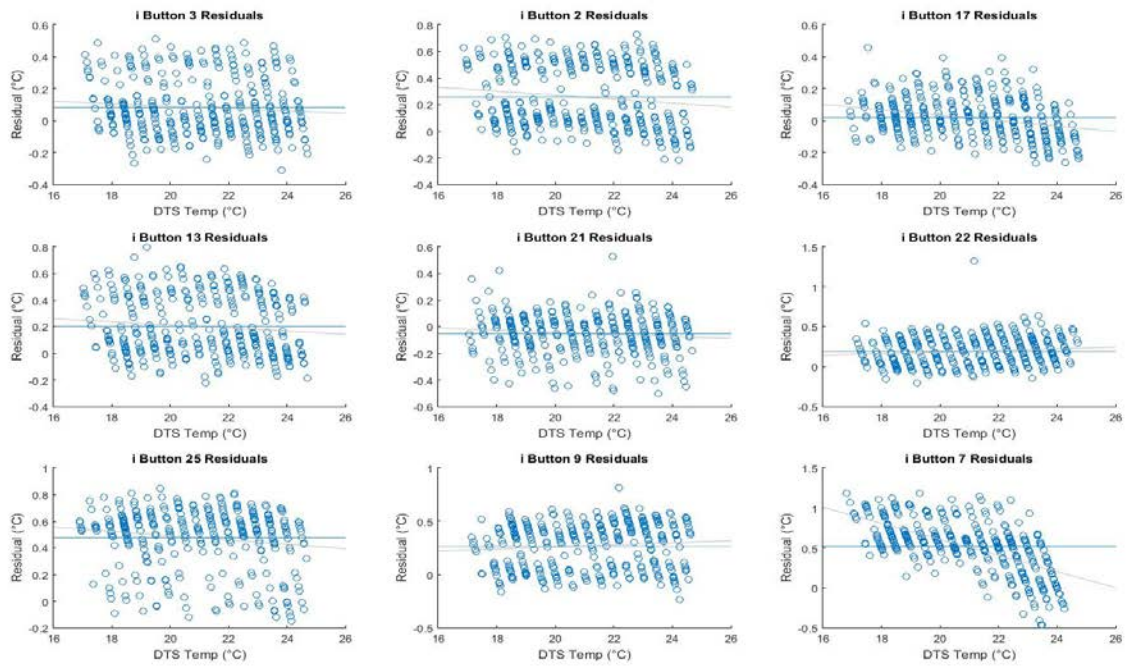 i Button 3 Residuals
0.6
0.4
0.2
0
-0.2
-0.4
Residual (°C)
16 18 20 22 24 26
DTS Temp (°C)
i Button 2 Residuals
0.8
0.6
0.4
0.2
0
-0.2
-0.4
Residual (°C)
16 18 20 22 24 26
DTS Temp (°C)
i Button 17 Residuals
0.6
0.4
0.2
0
-0.2
-0.4
Residual (°C)
16 18 20 22 24 26
DTS Temp (°C)
i Button 13 Residuals
0.8
0.6
0.4
0.2
0
-0.2
-0.4
Residual (°C)
16 18 20 22 24 26
DTS Temp (°C)
i Button 21 Residuals
0.6
0.4
0.2
0
-0.2
-0.4
-0.6
Residual (°C)
16 18 20 22 24 26
DTS Temp (°C)
i Button 22 Residuals
1.5
1
0.5
0
-0.5
Residual (°C)
16 18 20 22 24 26
DTS Temp (°C)
i Button 25 Residuals
1
0.8
0.6
0.4
0.2
0
-0.2
Residual (°C)
16 18 20 22 24 26
DTS Temp (°C)
i Button 9 Residuals
1
0.5
0
-0.5
Residual (°C)
16 18 20 22 24 26
DTS Temp (°C)
i Button 7 Residuals
1.5
1
0.5
0
-0.5
Residual (°C)
16 18 20 22 24 26
DTS Temp (°C)